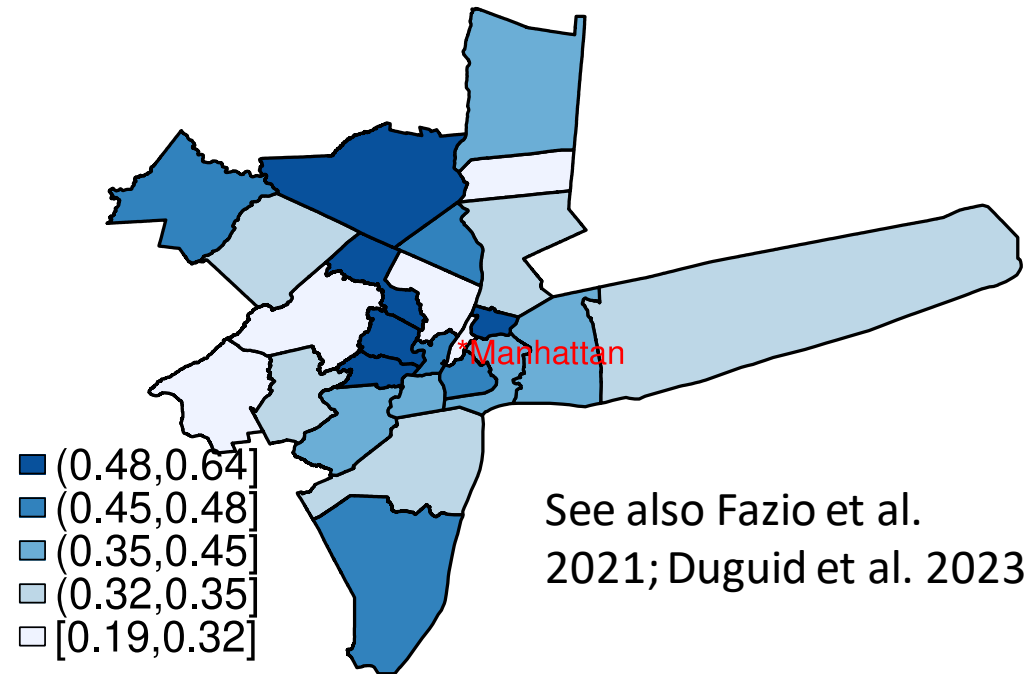 *Manhattan
(0.48,0.64]
(0.45,0.48]
(0.35,0.45]
(0.32,0.35]
[0.19,0.32]
See also Fazio et al.
2021; Duguid et al. 2023